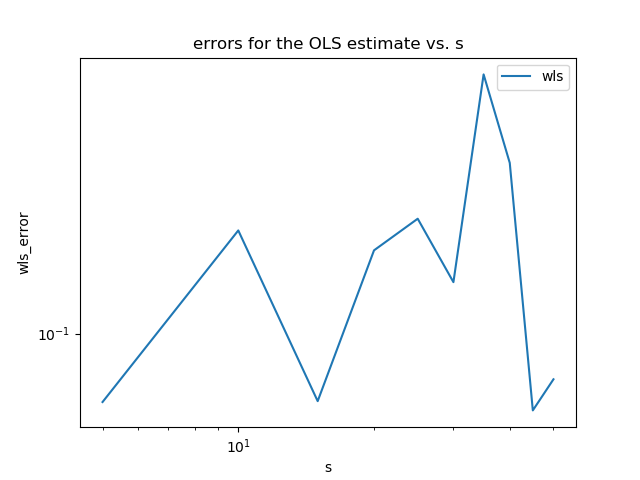 errors for the OLS estimate vs. s
wls
wls_error
10⁻¹
10¹
s